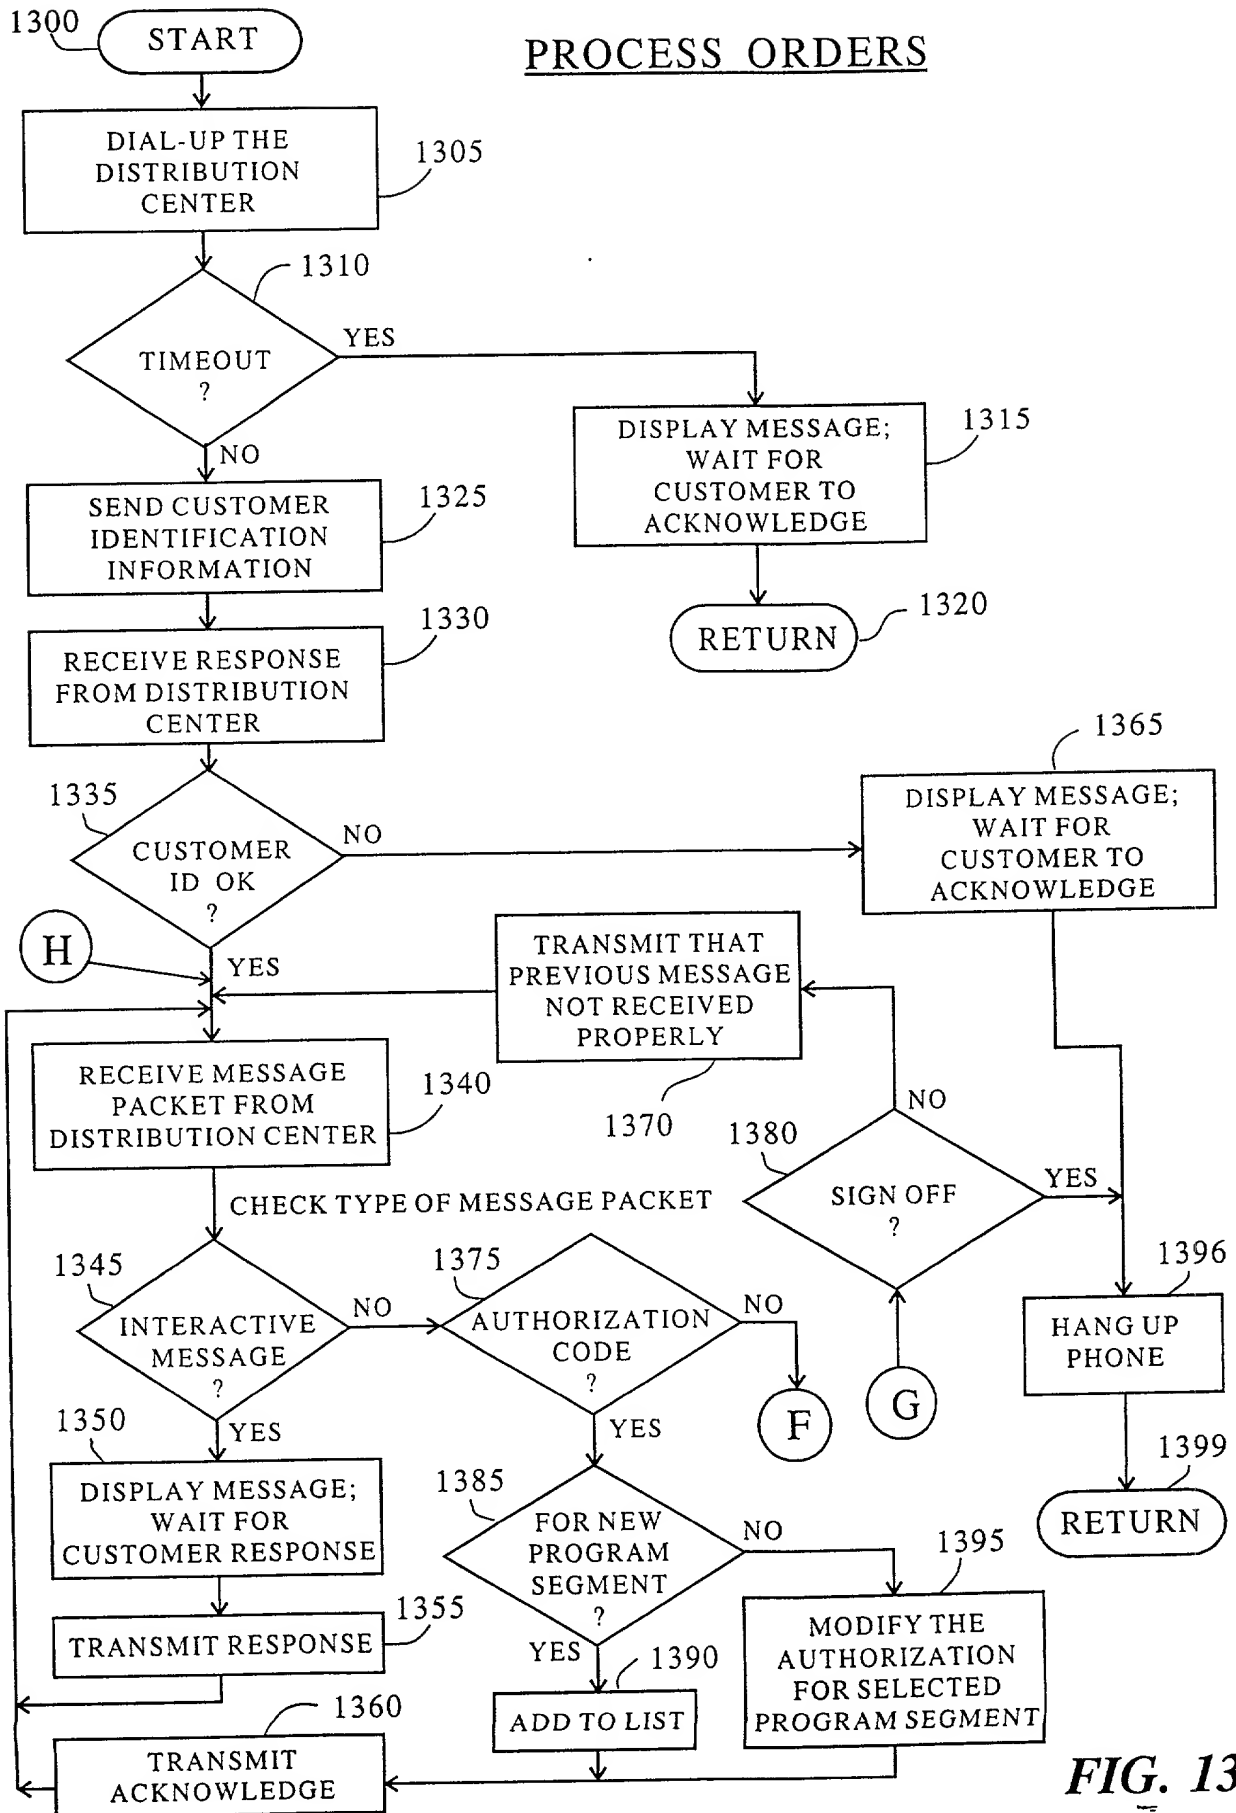 1300
START
PROCESS ORDERS
DIAL-UP THE
DISTRIBUTION
CENTER
1305
1310
TIMEOUT
?
YES
NO
DISPLAY MESSAGE;
WAIT FOR
CUSTOMER TO
ACKNOWLEDGE
1315
SEND CUSTOMER
IDENTIFICATION
INFORMATION
1325
RETURN
1320
RECEIVE RESPONSE
FROM DISTRIBUTION
CENTER
1330
1335
CUSTOMER
ID OK
?
NO
YES
1365
DISPLAY MESSAGE;
WAIT FOR
CUSTOMER TO
ACKNOWLEDGE
H
TRANSMIT THAT
PREVIOUS MESSAGE
NOT RECEIVED
PROPERLY
1370
RECEIVE MESSAGE
PACKET FROM
DISTRIBUTION CENTER
1340
NO
1380
SIGN OFF
?
YES
CHECK TYPE OF MESSAGE PACKET
1345
INTERACTIVE
MESSAGE
?
NO
YES
1375
AUTHORIZATION
CODE
?
NO
YES
F
G
1396
HANG UP
PHONE
1399
RETURN
1350
DISPLAY MESSAGE;
WAIT FOR
CUSTOMER RESPONSE
1385
FOR NEW
PROGRAM
SEGMENT
?
NO
YES
1395
MODIFY THE
AUTHORIZATION
FOR SELECTED
PROGRAM SEGMENT
1355
TRANSMIT RESPONSE
1390
ADD TO LIST
1360
TRANSMIT
ACKNOWLEDGE
FIG. 13